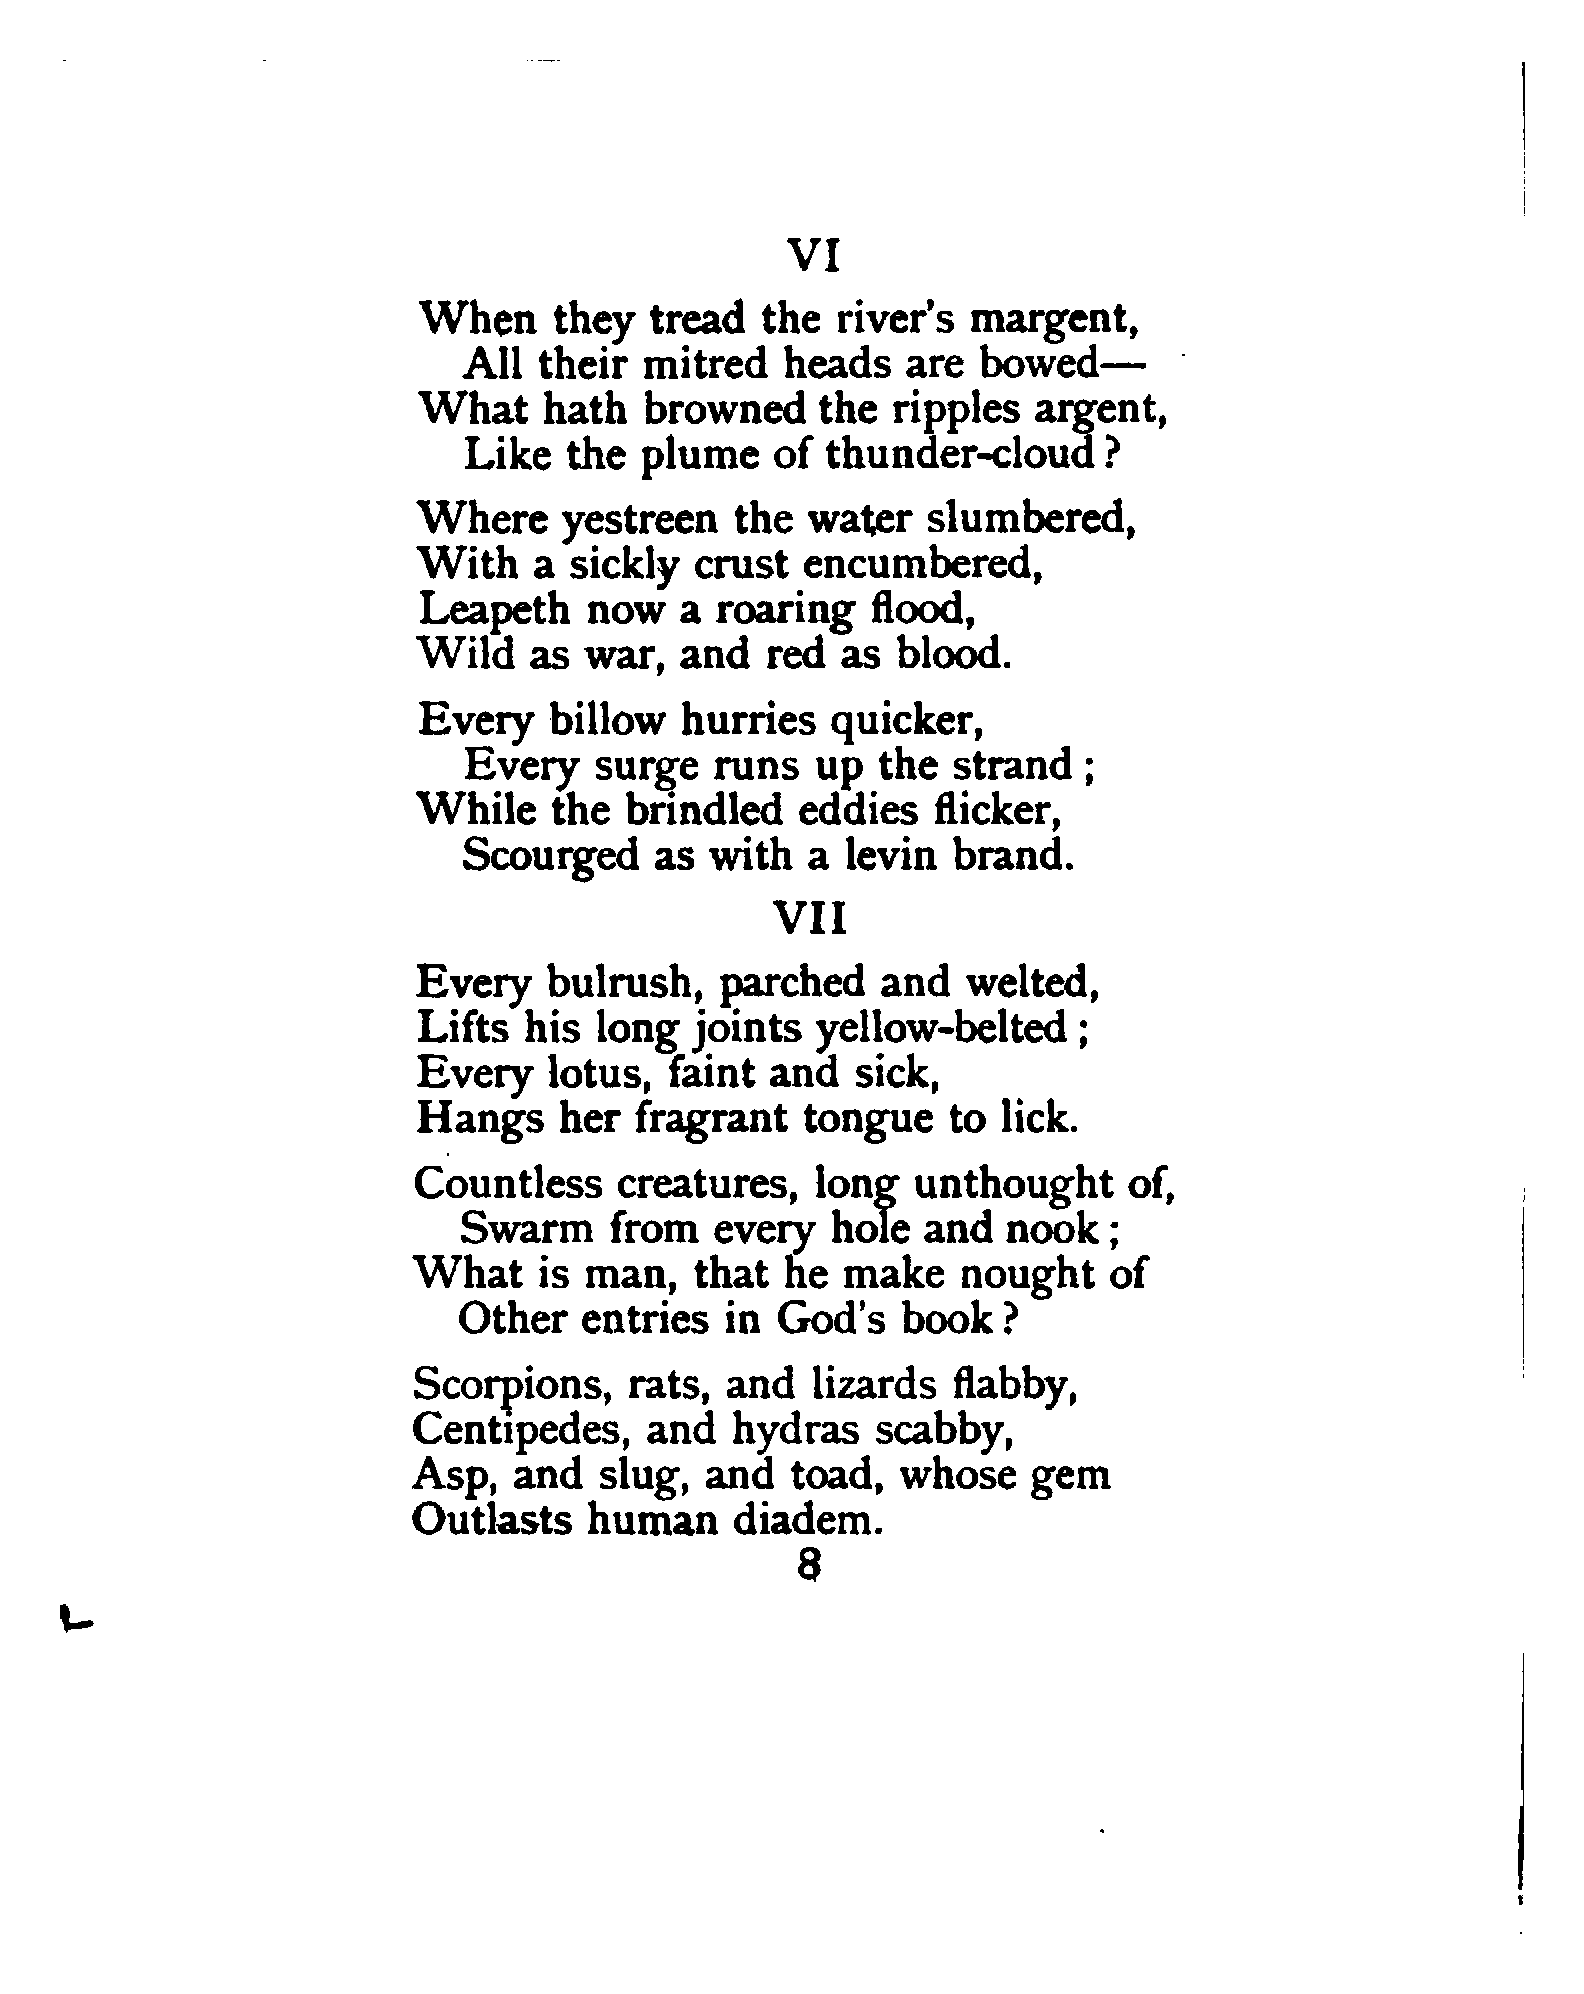 VI
When they tread the river's margent,
All their mitred heads are bowed—
What hath browned the ripples argent,
Like the plume of thunder-cloud?
Where yestreen the water slumbered,
With a sickly crust encumbered,
Leapeth now a roaring flood,
Wild as war, and red as blood.
Every billow hurries quicker,
Every surge runs up the strand;
While the brindled eddies flicker,
Scourged as with a levin brand.
VII
Every bulrush, parched and welted,
Lifts his long joints yellow-belted;
Every lotus, faint and sick,
Hangs her fragrant tongue to lick.
Countless creatures, long unthought of,
Swarm from every hole and nook;
What is man, that he make nought of
Other entries in God's book?
Scorpions, rats, and lizards flabby,
Centipedes, and hydras scabby,
Asp, and slug, and toad, whose gem
Outlasts human diadem.
8